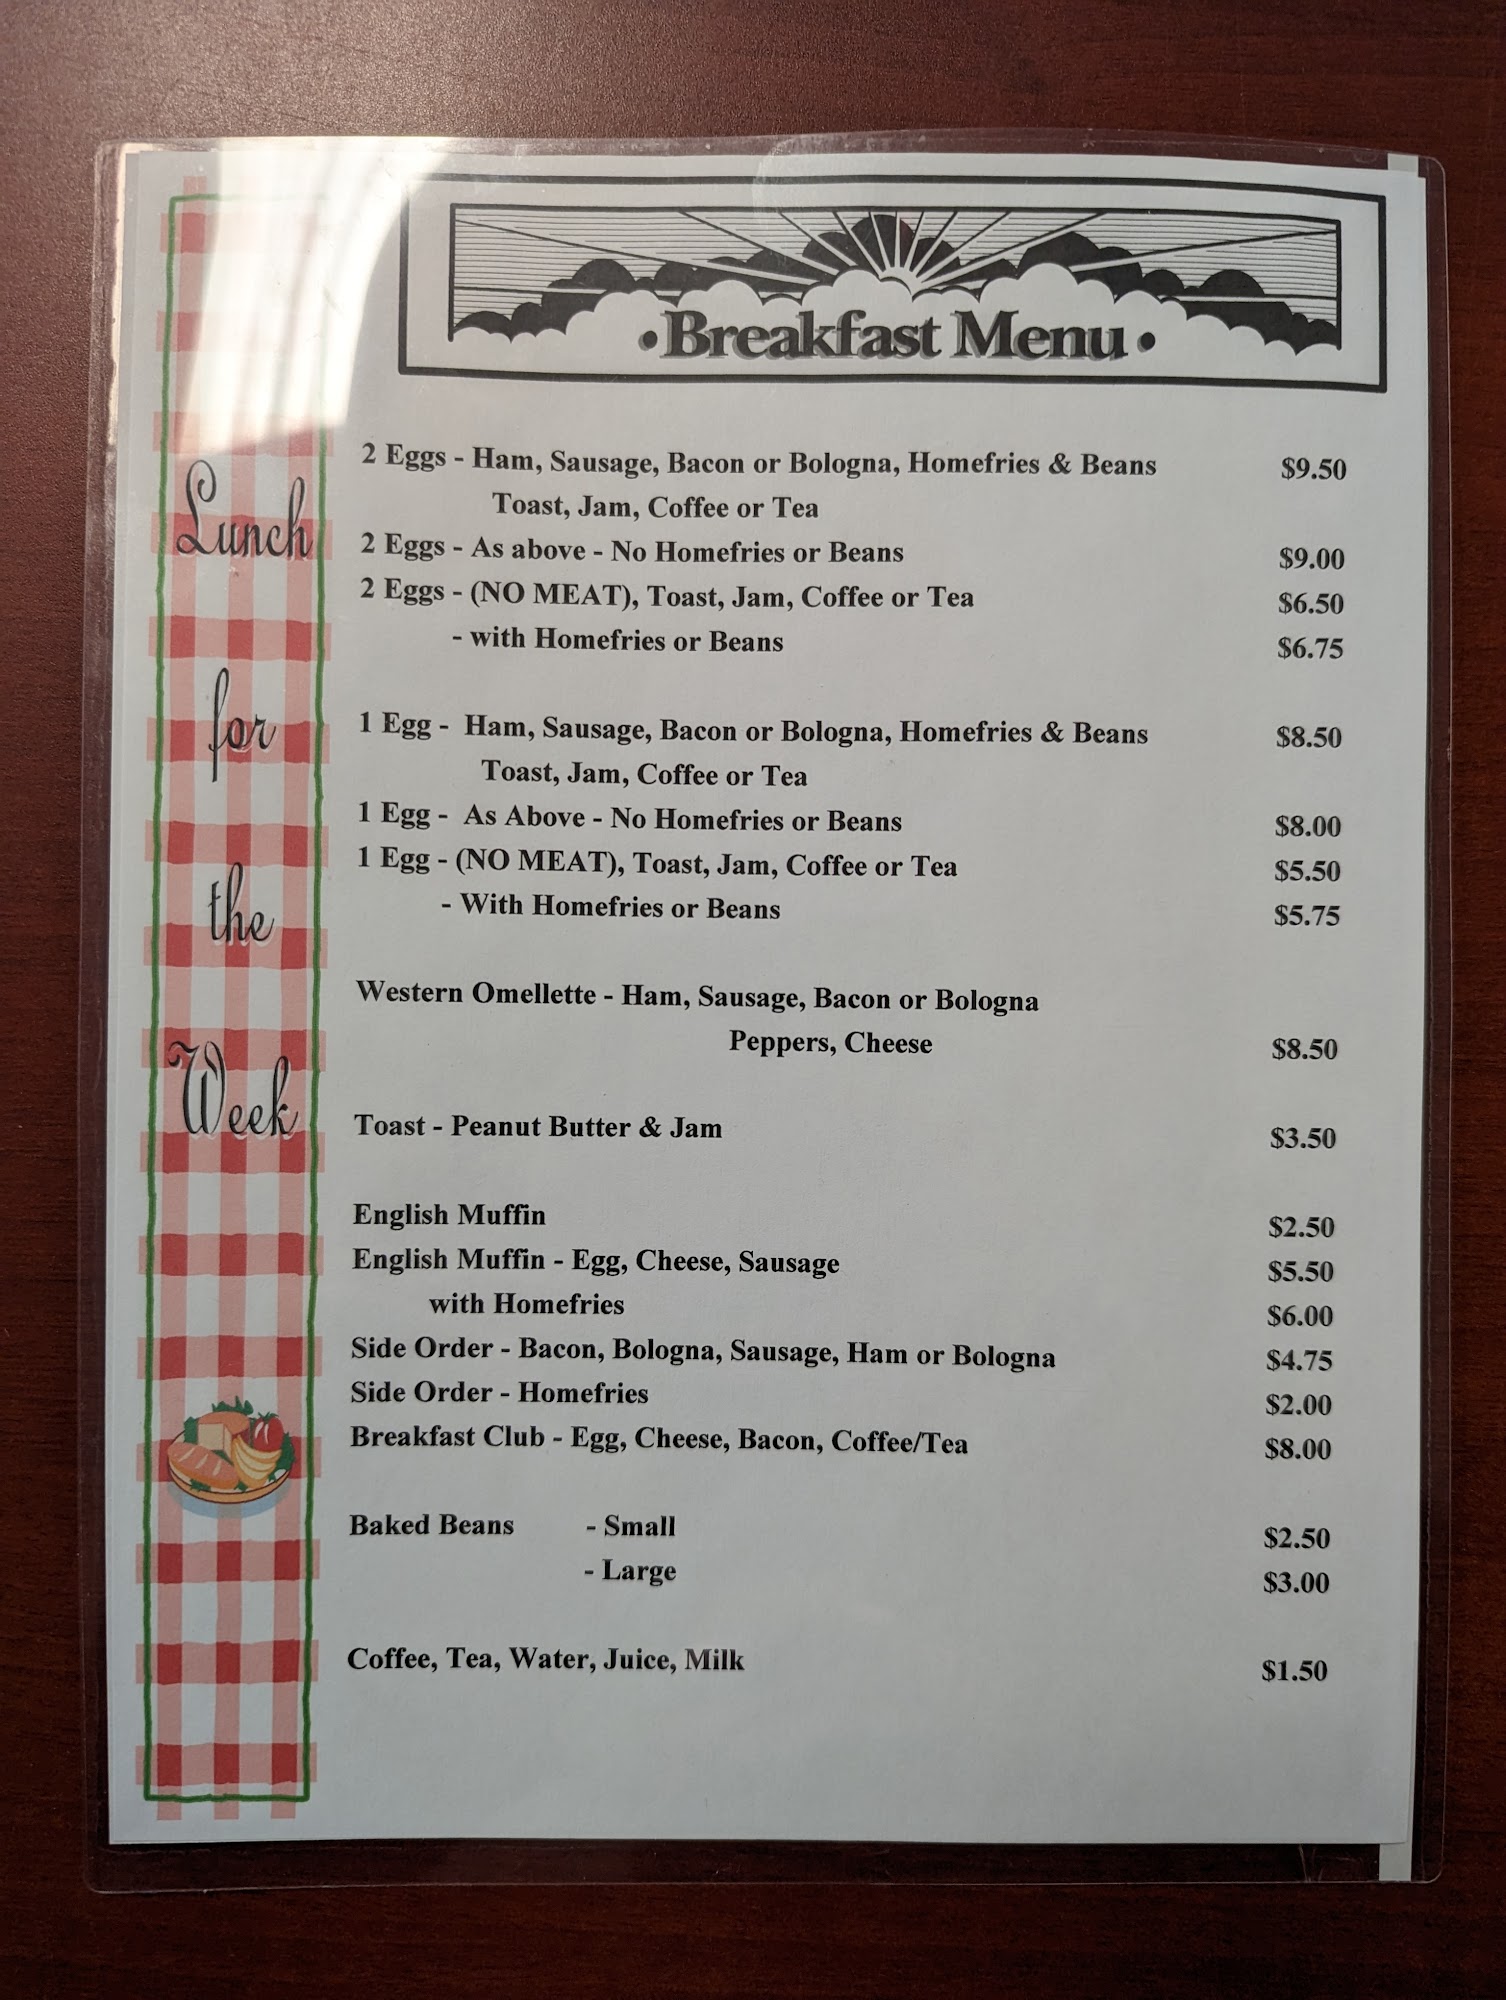 • Breakfast Menu •
Lunch
for
the
Week
2 Eggs - Ham, Sausage, Bacon or Bologna, Homefries & Beans $9.50
Toast, Jam, Coffee or Tea
2 Eggs - As above - No Homefries or Beans $9.00
2 Eggs - (NO MEAT), Toast, Jam, Coffee or Tea $6.50
- with Homefries or Beans $6.75
1 Egg - Ham, Sausage, Bacon or Bologna, Homefries & Beans $8.50
Toast, Jam, Coffee or Tea
1 Egg - As Above - No Homefries or Beans $8.00
1 Egg - (NO MEAT), Toast, Jam, Coffee or Tea $5.50
- With Homefries or Beans $5.75
Western Omellette - Ham, Sausage, Bacon or Bologna
Peppers, Cheese $8.50
Toast - Peanut Butter & Jam $3.50
English Muffin $2.50
English Muffin - Egg, Cheese, Sausage $5.50
with Homefries $6.00
Side Order - Bacon, Bologna, Sausage, Ham or Bologna $4.75
Side Order - Homefries $2.00
Breakfast Club - Egg, Cheese, Bacon, Coffee/Tea $8.00
Baked Beans - Small $2.50
- Large $3.00
Coffee, Tea, Water, Juice, Milk $1.50